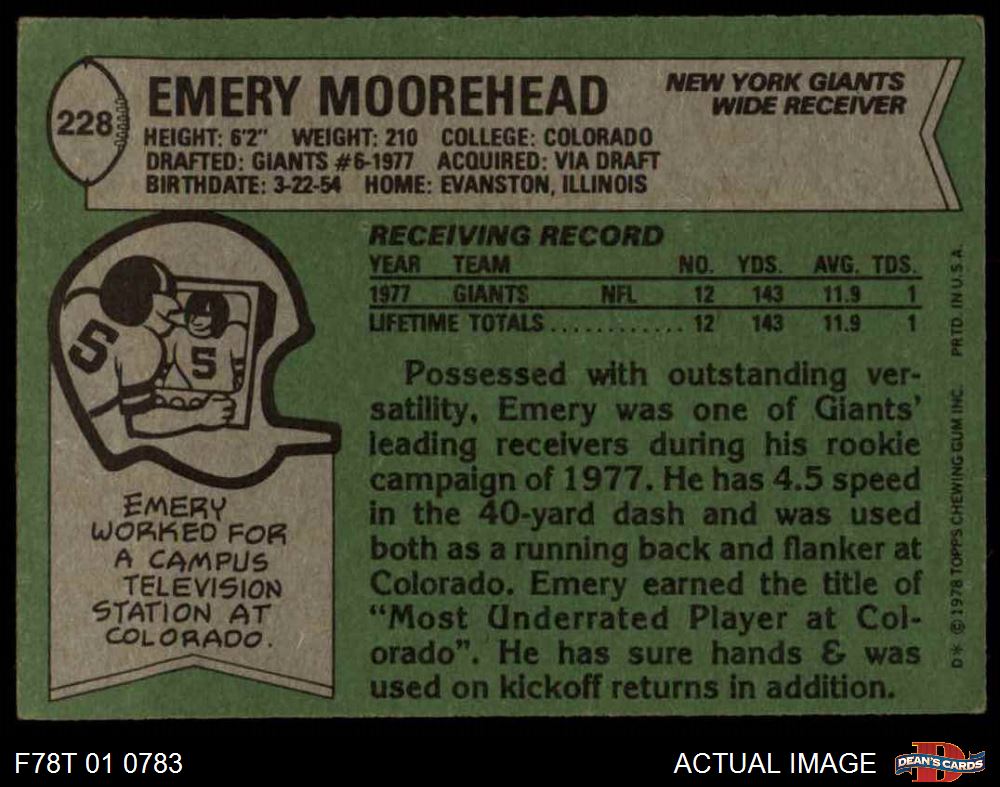 228
EMERY MOOREHEAD
NEW YORK GIANTS
WIDE RECEIVER
HEIGHT: 6'2" WEIGHT: 210 COLLEGE: COLORADO
DRAFTED: GIANTS #6-1977 ACQUIRED: VIA DRAFT
BIRTHDATE: 3-22-54 HOME: EVANSTON, ILLINOIS
5
5
EMERY
WORKED FOR
A CAMPUS
TELEVISION
STATION AT
COLORADO.
RECEIVING RECORD
YEAR TEAM NO. YDS. AVG. TDS.
1977 GIANTS NFL 12 143 11.9 1
LIFETIME TOTALS............ 12 143 11.9 1
Possessed with outstanding ver-
satility, Emery was one of Giants'
leading receivers during his rookie
campaign of 1977. He has 4.5 speed
in the 40-yard dash and was used
both as a running back and flanker at
Colorado. Emery earned the title of
"Most Underrated Player at Col-
orado". He has sure hands & was
used on kickoff returns in addition.
D* © 1978 TOPPS CHEWING GUM INC. PRTD. IN U.S.A.
F78T 01 0783
ACTUAL IMAGE
D
DEAN'S CARDS